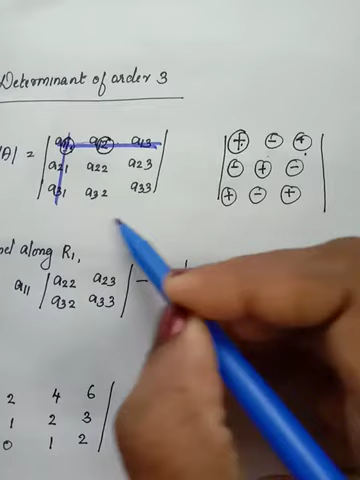 Determinant of order 3
|A| = | a11 a12 a13 |
| a21 a22 a23 |
| a31 a32 a33 |
| + - + |
| - + - |
| + - + |
along R1,
a11 | a22 a23 | -
| a32 a33 |
2 4 6 |
1 2 3 |
0 1 2 |